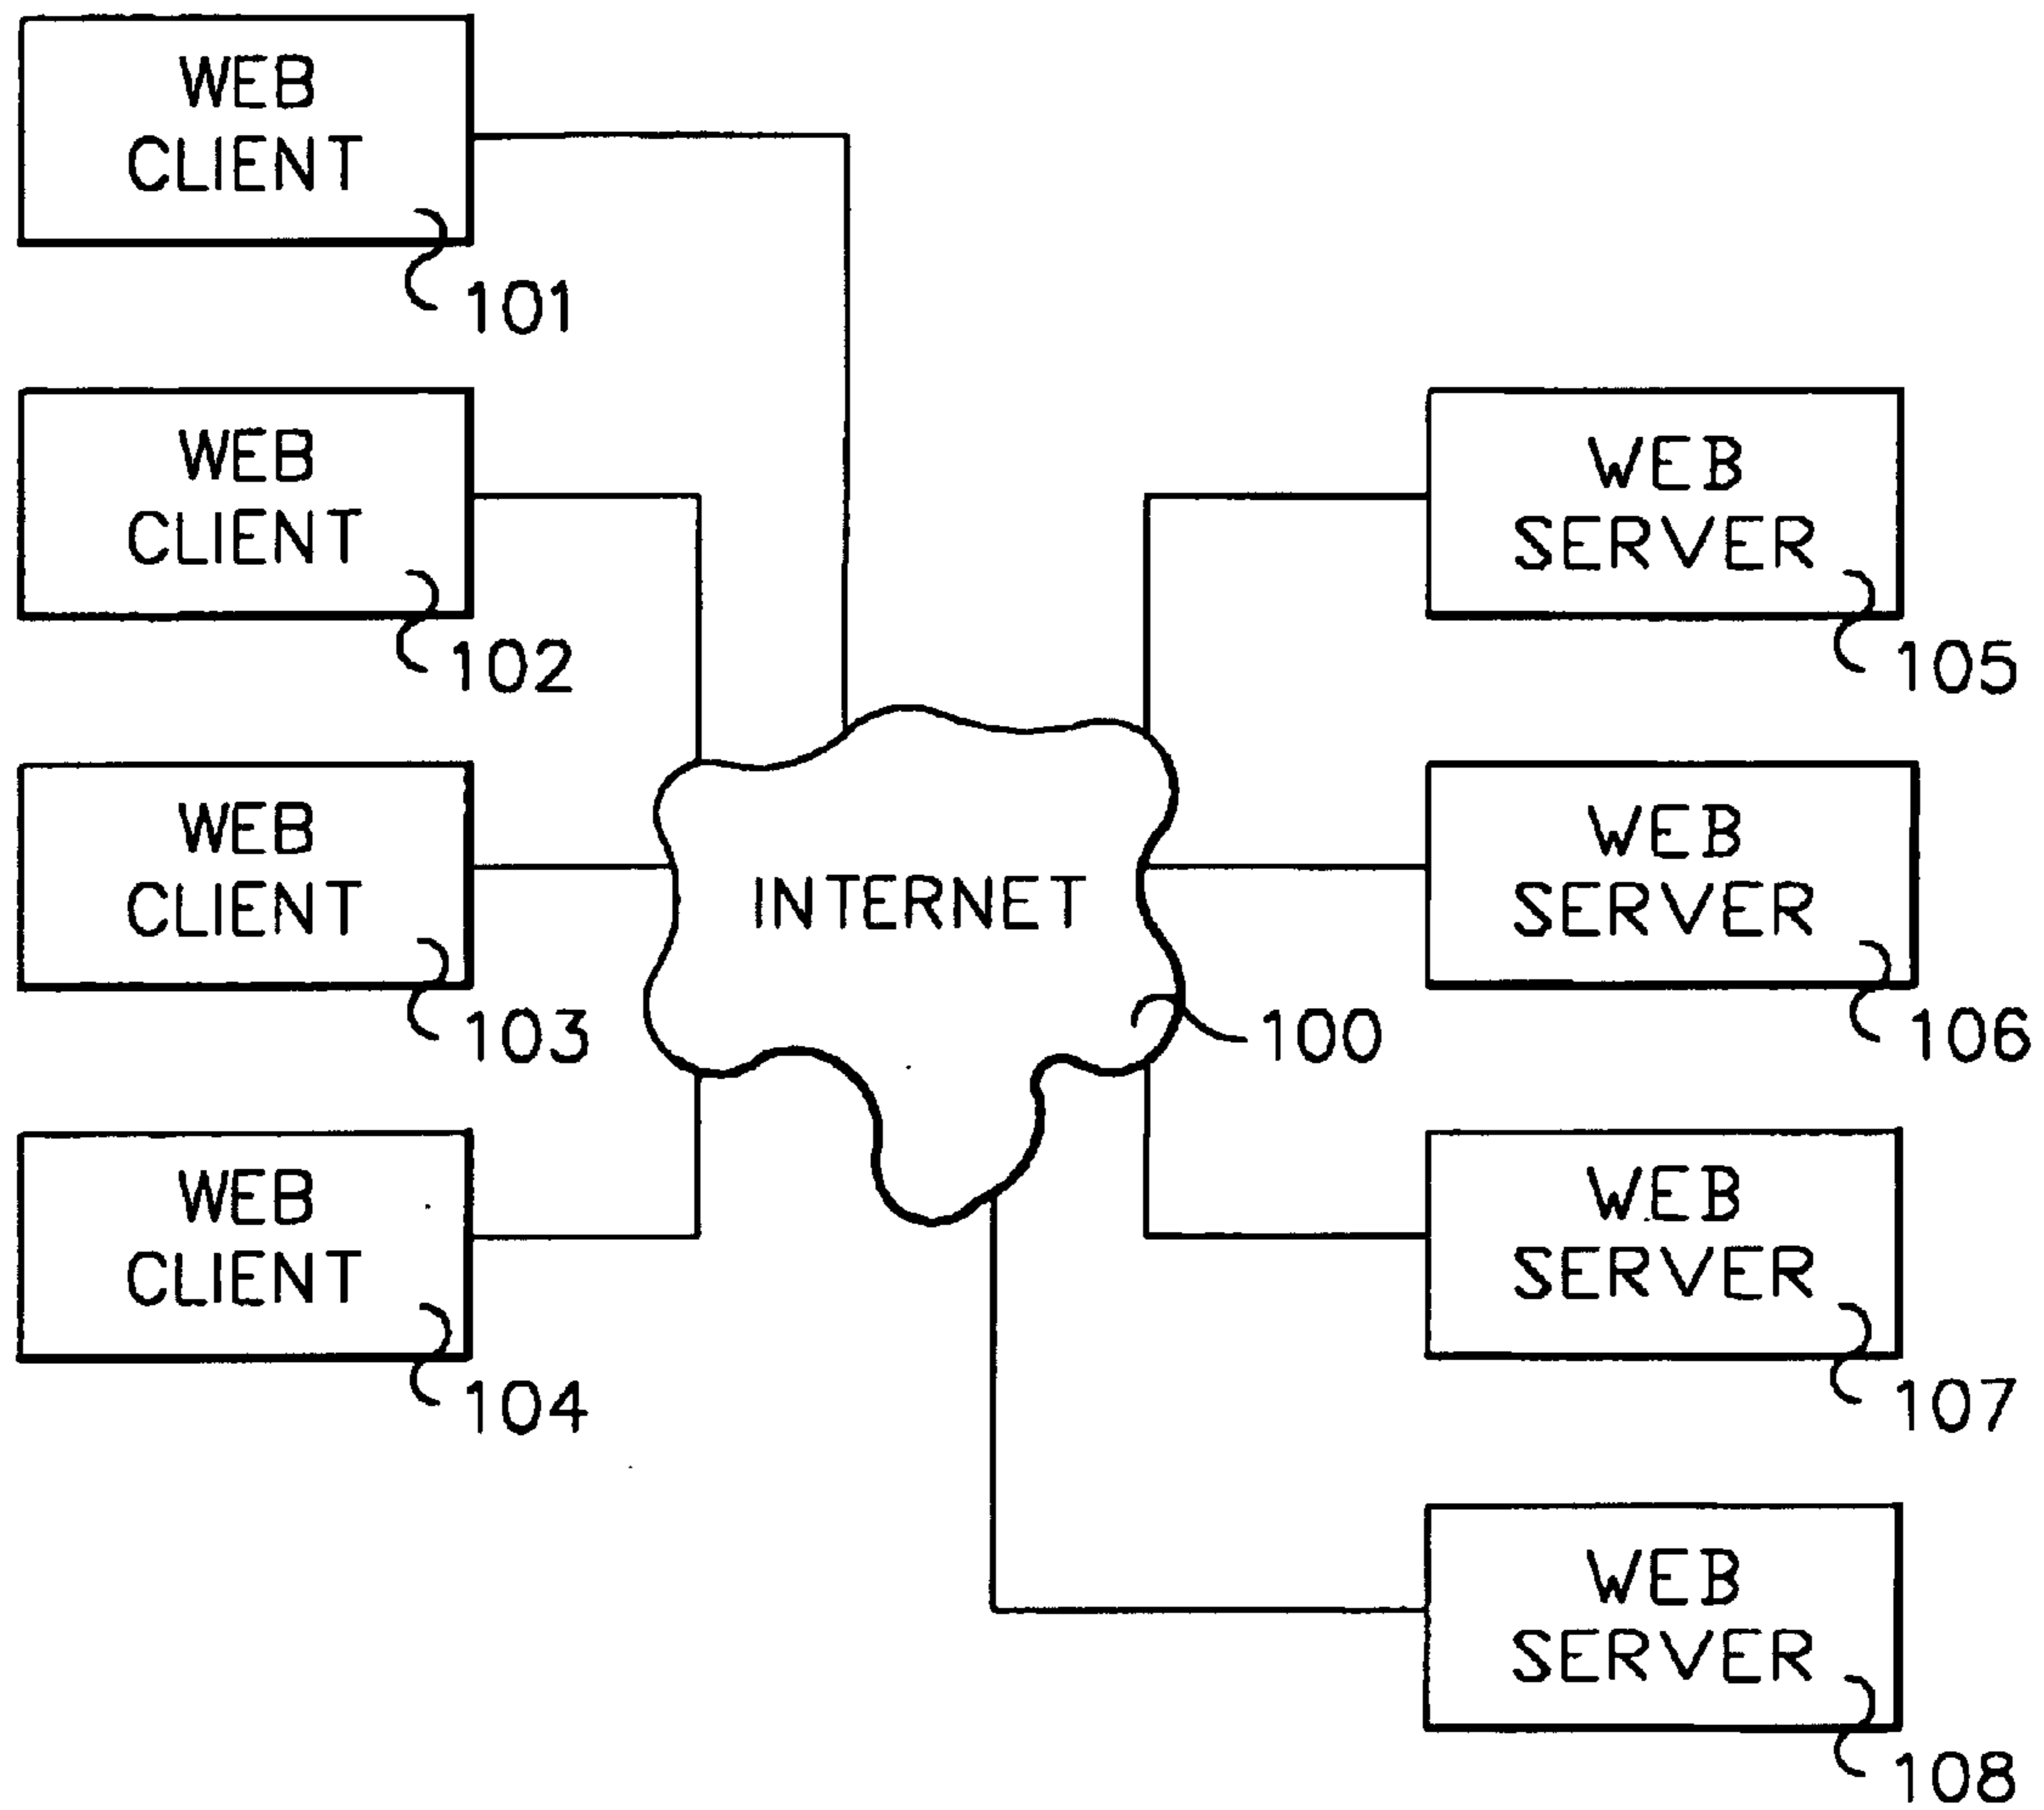 WEB
CLIENT
101
WEB
CLIENT
102
WEB
CLIENT
103
WEB
CLIENT
104
INTERNET
100
WEB
SERVER
105
WEB
SERVER
106
WEB
SERVER
107
WEB
SERVER
108